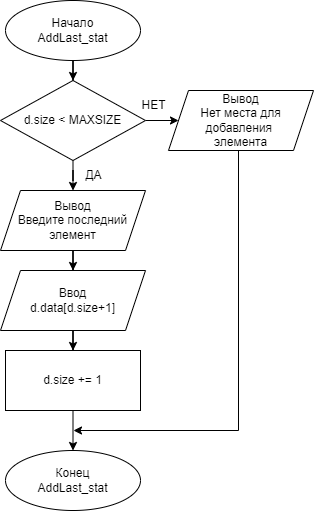 Начало
AddLast_stat
d.size < MAXSIZE
НЕТ
Вывод
Нет места для
добавления
элемента
ДА
Вывод
Введите последний
элемент
Ввод
d.data[d.size+1]
d.size += 1
Конец
AddLast_stat